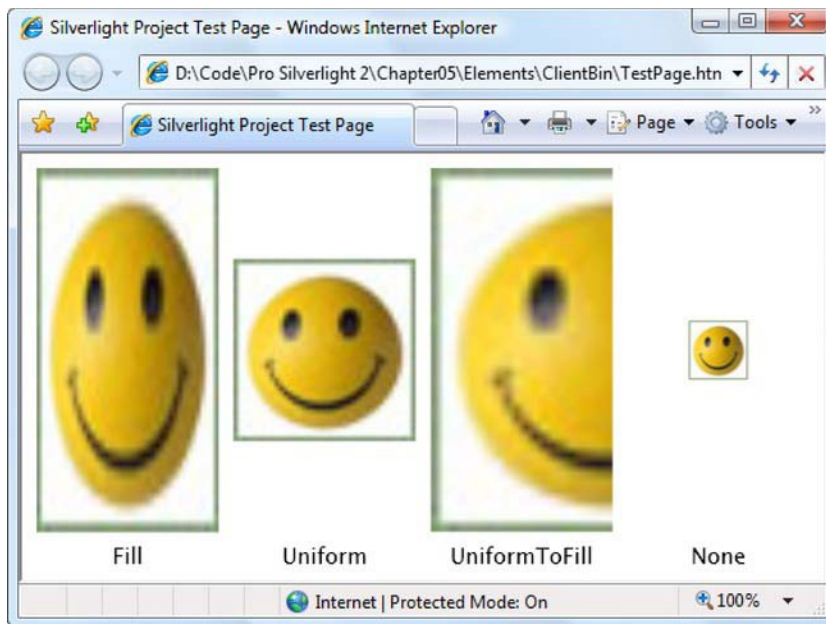 Silverlight Project Test Page - Windows Internet Explorer
D:\Code\Pro Silverlight 2\Chapter05\Elements\ClientBin\TestPage.htn
Silverlight Project Test Page
Page
Tools
»
Fill
Uniform
UniformToFill
None
Internet | Protected Mode: On
100%